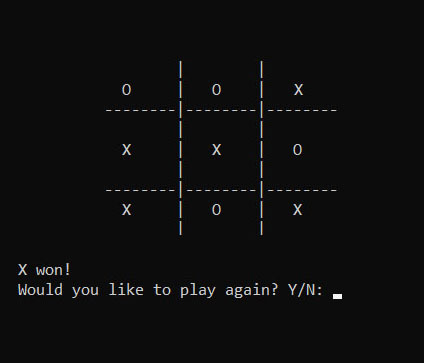 O | O | X
X | X | O
X | O | X
X won!
Would you like to play again? Y/N: